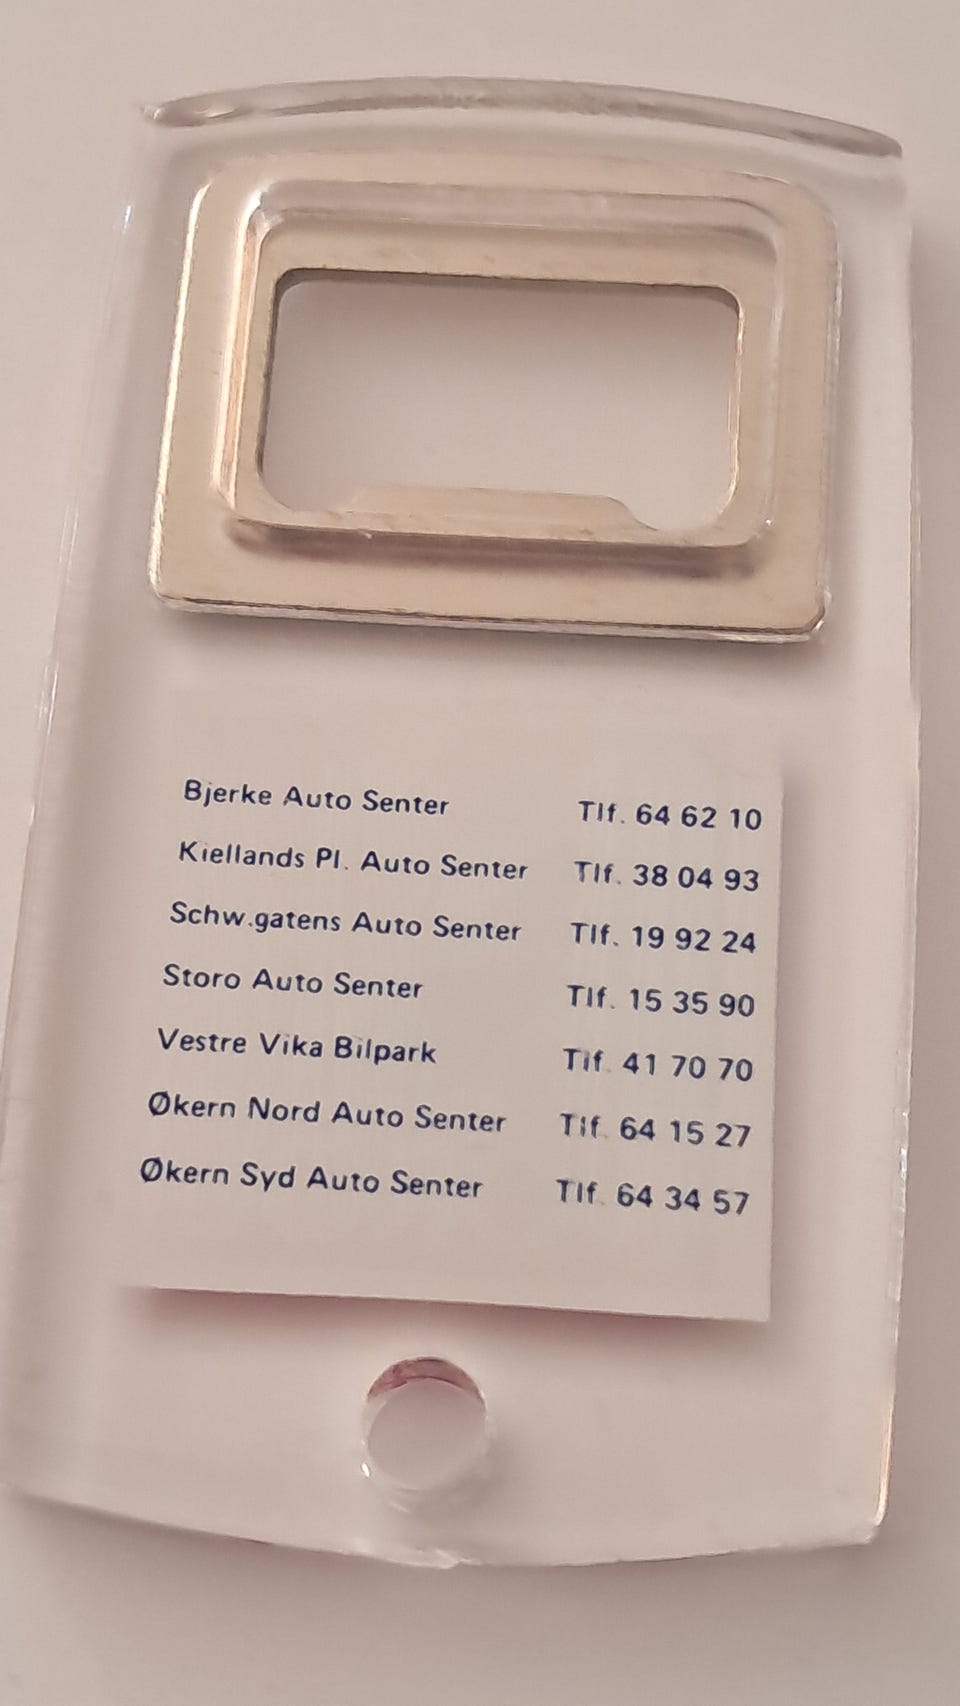 Bjerke Auto Senter Tlf. 64 62 10
Kiellands Pl. Auto Senter Tlf. 38 04 93
Schw.gatens Auto Senter Tlf. 19 92 24
Storo Auto Senter Tlf. 15 35 90
Vestre Vika Bilpark Tlf. 41 70 70
Økern Nord Auto Senter Tlf. 64 15 27
Økern Syd Auto Senter Tlf. 64 34 57